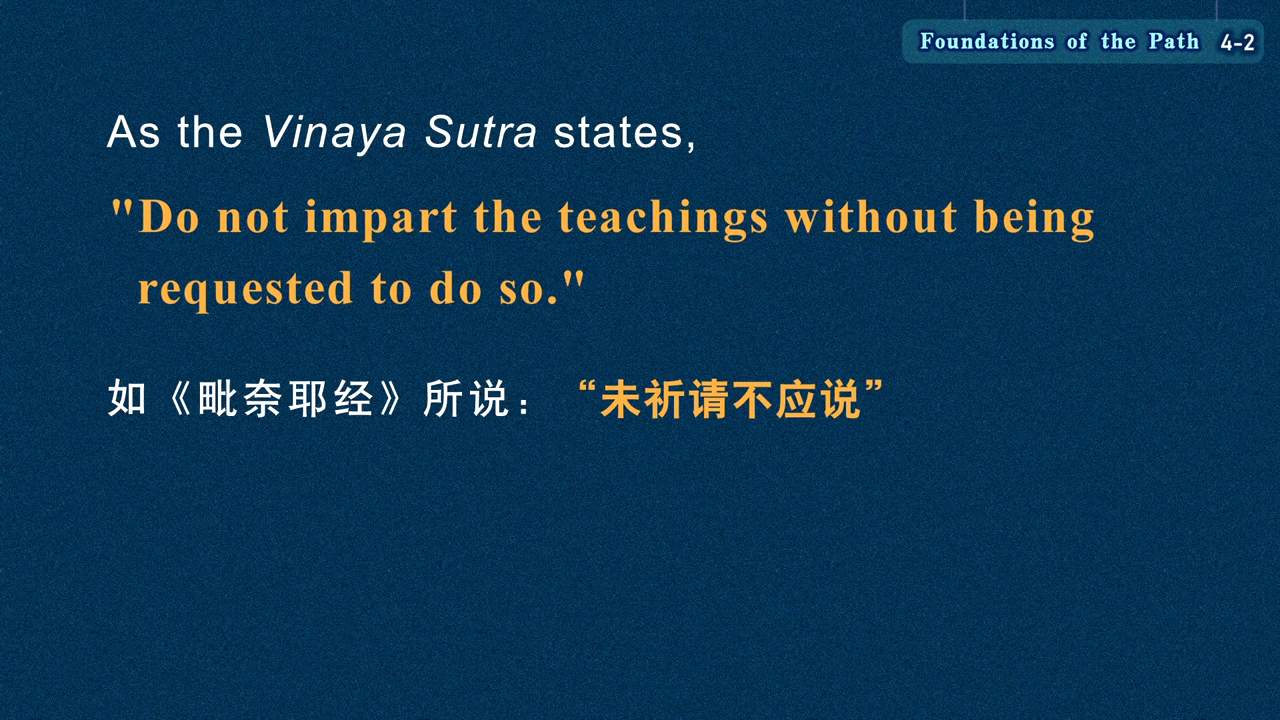 Foundations of the Path 4-2
As the Vinaya Sutra states,
"Do not impart the teachings without being
requested to do so."
如《毗奈耶经》所说：“未祈请不应说”